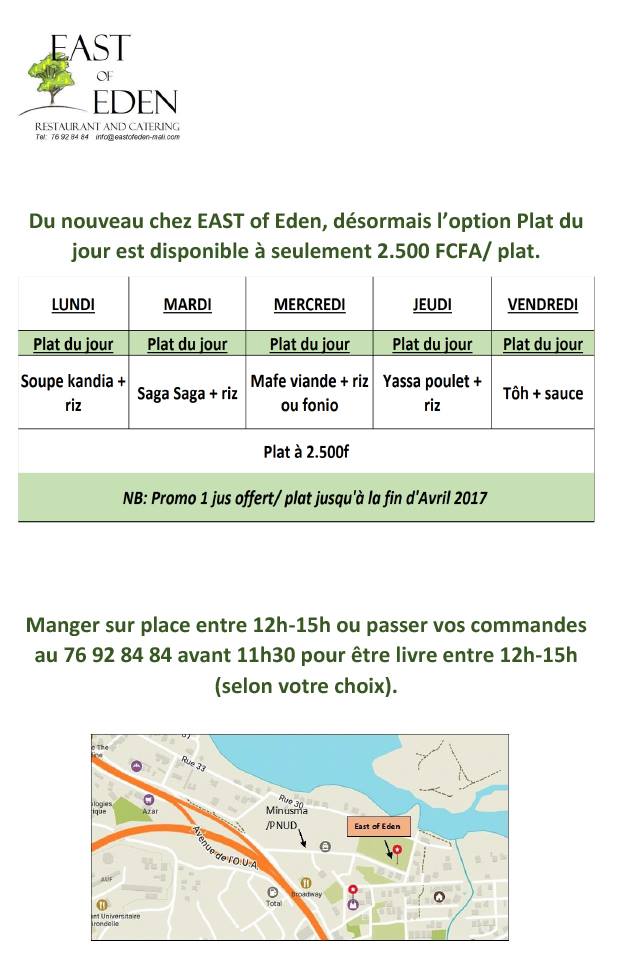 EAST
OF
EDEN
RESTAURANT AND CATERING
Tel: 76 92 84 84 info@eastofeden-mali.com
Du nouveau chez EAST of Eden, désormais l'option Plat du
jour est disponible à seulement 2.500 FCFA/ plat.
LUNDI MARDI MERCREDI JEUDI VENDREDI
Plat du jour Plat du jour Plat du jour Plat du jour Plat du jour
Soupe kandia +
riz
Saga Saga + riz
Mafe viande + riz
ou fonio
Yassa poulet +
riz
Tôh + sauce
Plat à 2.500f
NB: Promo 1 jus offert/ plat jusqu'à la fin d'Avril 2017
Manger sur place entre 12h-15h ou passer vos commandes
au 76 92 84 84 avant 11h30 pour être livre entre 12h-15h
(selon votre choix).
e The
line
Rue 33
ologies
rique
Azar
Rue 30
Minusma
/PNUD
East of Eden
Avenue de l'O.U.A.
AUF
Broadway
Total
nt Universitaire
irondelle